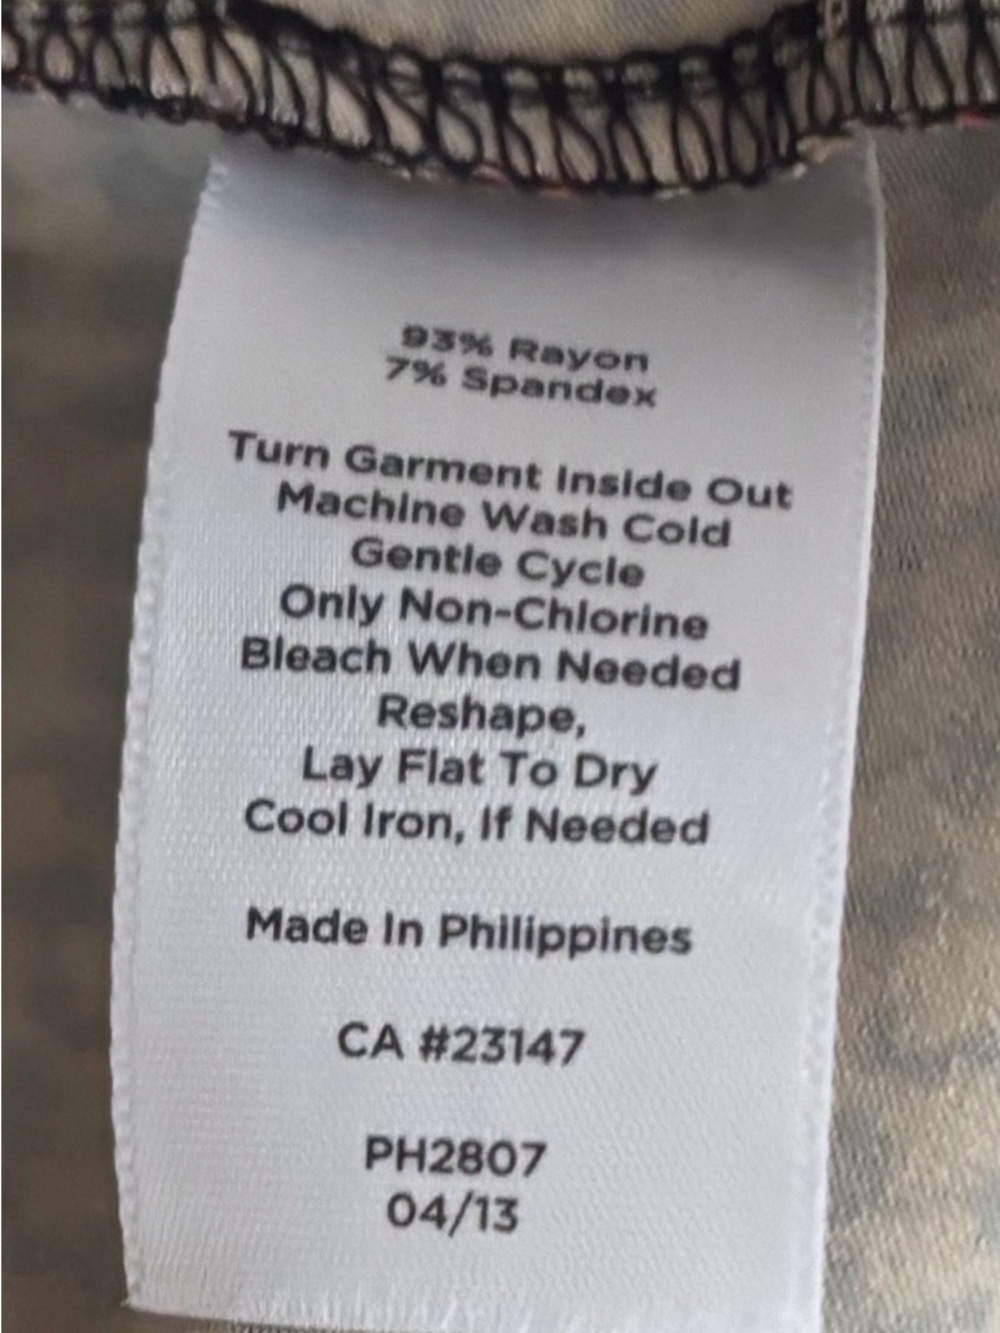 93% Rayon
7% Spandex
Turn Garment Inside Out
Machine Wash Cold
Gentle Cycle
Only Non-Chlorine
Bleach When Needed
Reshape,
Lay Flat To Dry
Cool Iron, If Needed
Made In Philippines
CA #23147
PH2807
04/13